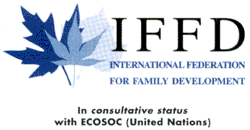 IFFD
INTERNATIONAL FEDERATION
FOR FAMILY DEVELOPMENT
In consultative status
with ECOSOC (United Nations)